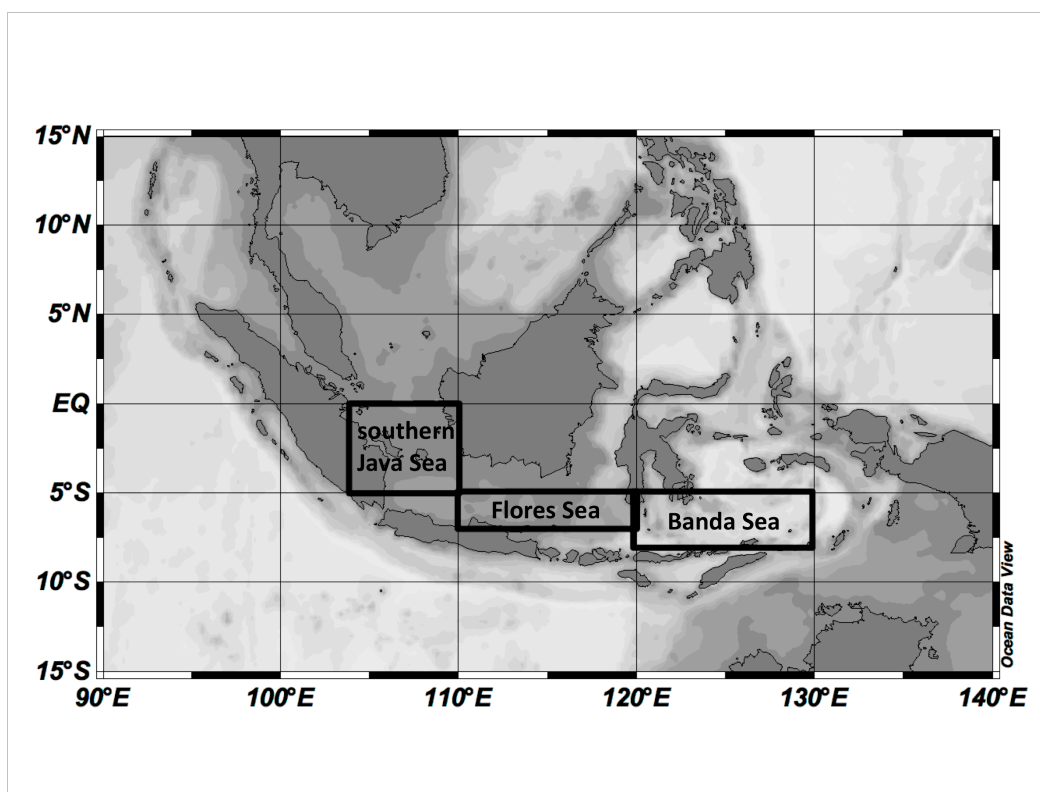 15°N
10°N
5°N
EQ
southern
Java Sea
5°S
Flores Sea
Banda Sea
10°S
15°S
Ocean Data View
90°E
100°E
110°E
120°E
130°E
140°E